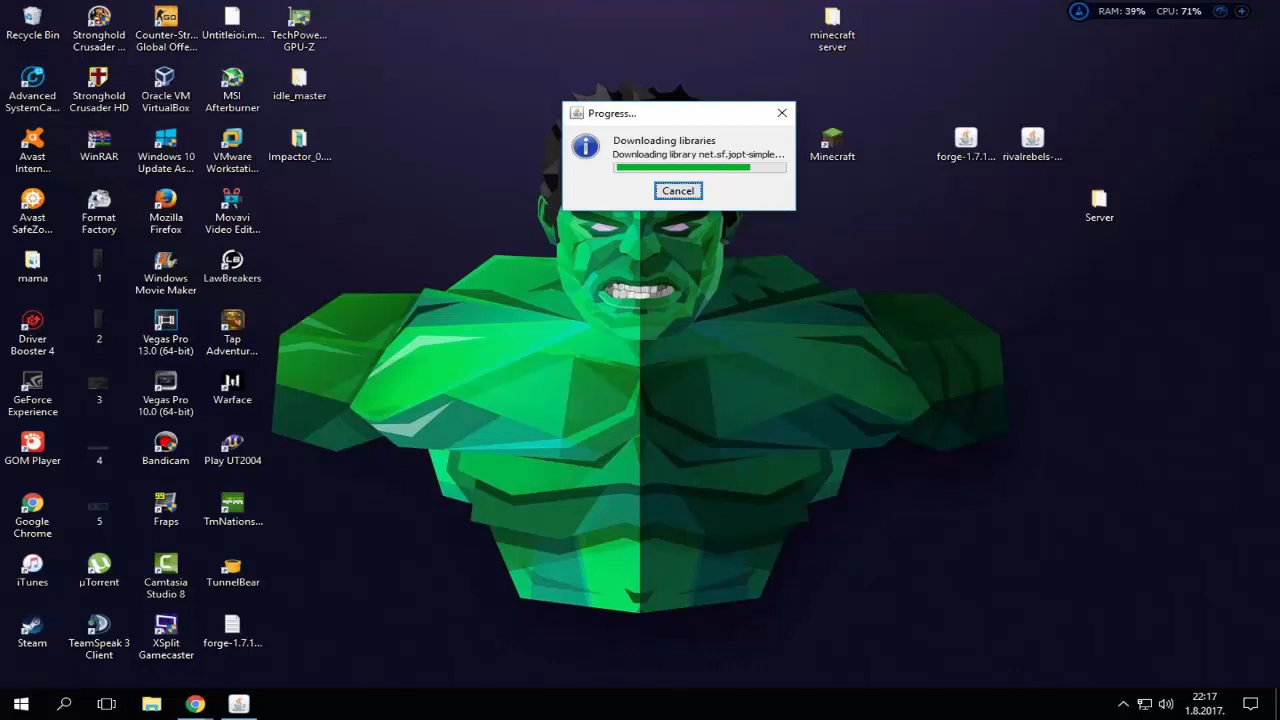 RAM: 39%
CPU: 71%
Recycle Bin
Stronghold
Crusader ...
Counter-Str...
Global Offe...
Untitleioi.m...
TechPowe...
GPU-Z
minecraft
server
Advanced
SystemCa...
Stronghold
Crusader HD
Oracle VM
VirtualBox
MSI
Afterburner
idle_master
Progress...
Downloading libraries
Downloading library net.sf.jopt-simple...
Cancel
Avast
Intern...
WinRAR
Windows 10
Update As...
VMware
Workstati...
Impactor_0....
Minecraft
forge-1.7.1...
rivalrebels-...
Avast
SafeZo...
Format
Factory
Mozilla
Firefox
Movavi
Video Edit...
Server
mama
1
Windows
Movie Maker
LawBreakers
Driver
Booster 4
2
Vegas Pro
13.0 (64-bit)
Tap
Adventur...
GeForce
Experience
3
Vegas Pro
10.0 (64-bit)
Warface
GOM Player
4
Bandicam
Play UT2004
Google
Chrome
5
99
Fraps
TmNations...
iTunes
µTorrent
Camtasia
Studio 8
TunnelBear
Steam
TeamSpeak 3
Client
XSplit
Gamecaster
forge-1.7.1...
22:17
1.8.2017.